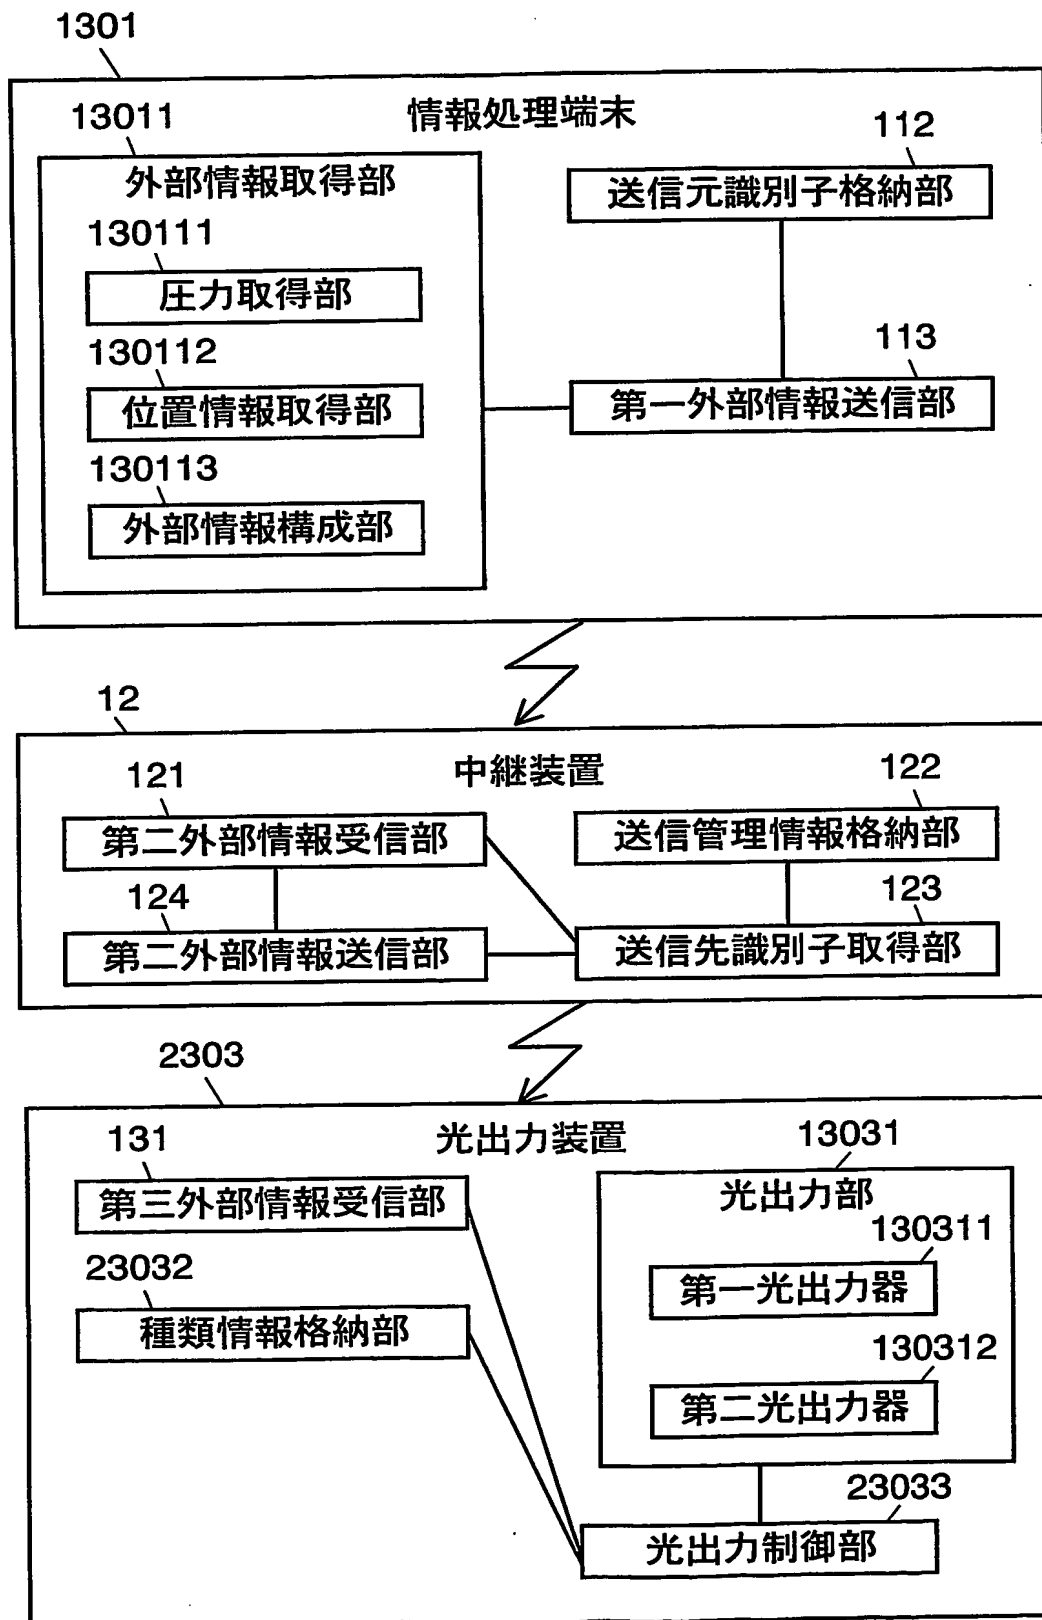 1301
情報処理端末
13011
外部情報取得部
130111
圧力取得部
130112
位置情報取得部
130113
外部情報構成部
112
送信元識別子格納部
113
第一外部情報送信部
12
中継装置
121
第二外部情報受信部
122
送信管理情報格納部
124
第二外部情報送信部
123
送信先識別子取得部
2303
光出力装置
131
第三外部情報受信部
23032
種類情報格納部
13031
光出力部
130311
第一光出力器
130312
第二光出力器
23033
光出力制御部